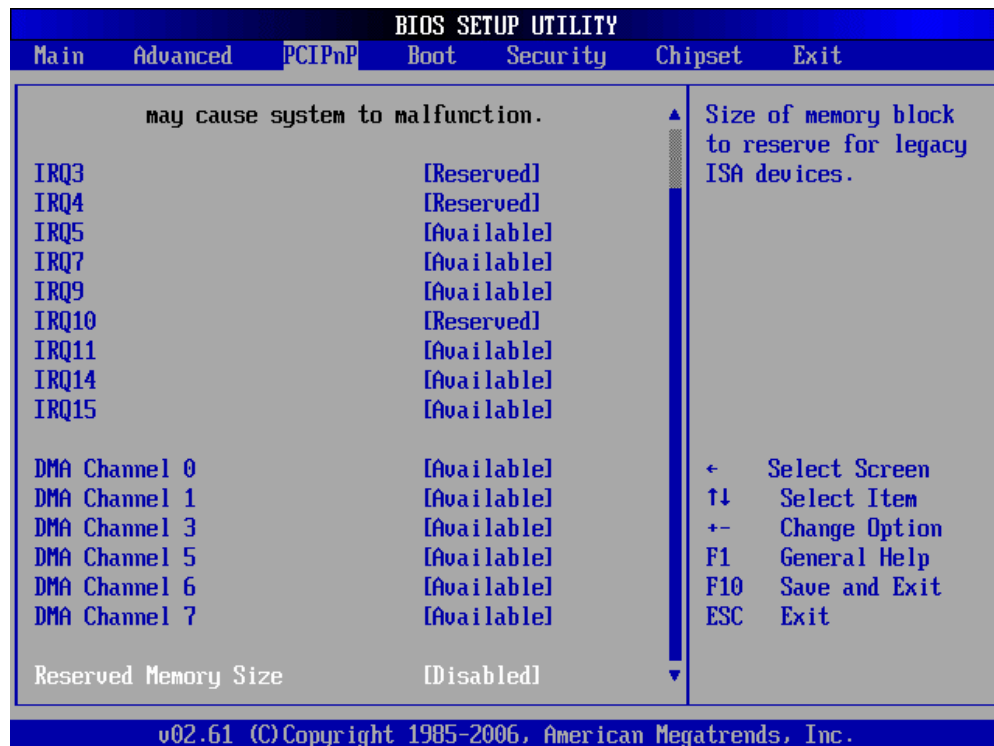 BIOS SETUP UTILITY
Main Advanced PCIPnP Boot Security Chipset Exit
may cause system to malfunction.
IRQ3 [Reserved]
IRQ4 [Reserved]
IRQ5 [Available]
IRQ7 [Available]
IRQ9 [Available]
IRQ10 [Reserved]
IRQ11 [Available]
IRQ14 [Available]
IRQ15 [Available]
DMA Channel 0 [Available]
DMA Channel 1 [Available]
DMA Channel 3 [Available]
DMA Channel 5 [Available]
DMA Channel 6 [Available]
DMA Channel 7 [Available]
Reserved Memory Size [Disabled]
Size of memory block
to reserve for legacy
ISA devices.
← Select Screen
↑↓ Select Item
+- Change Option
F1 General Help
F10 Save and Exit
ESC Exit
v02.61 (C)Copyright 1985-2006, American Megatrends, Inc.